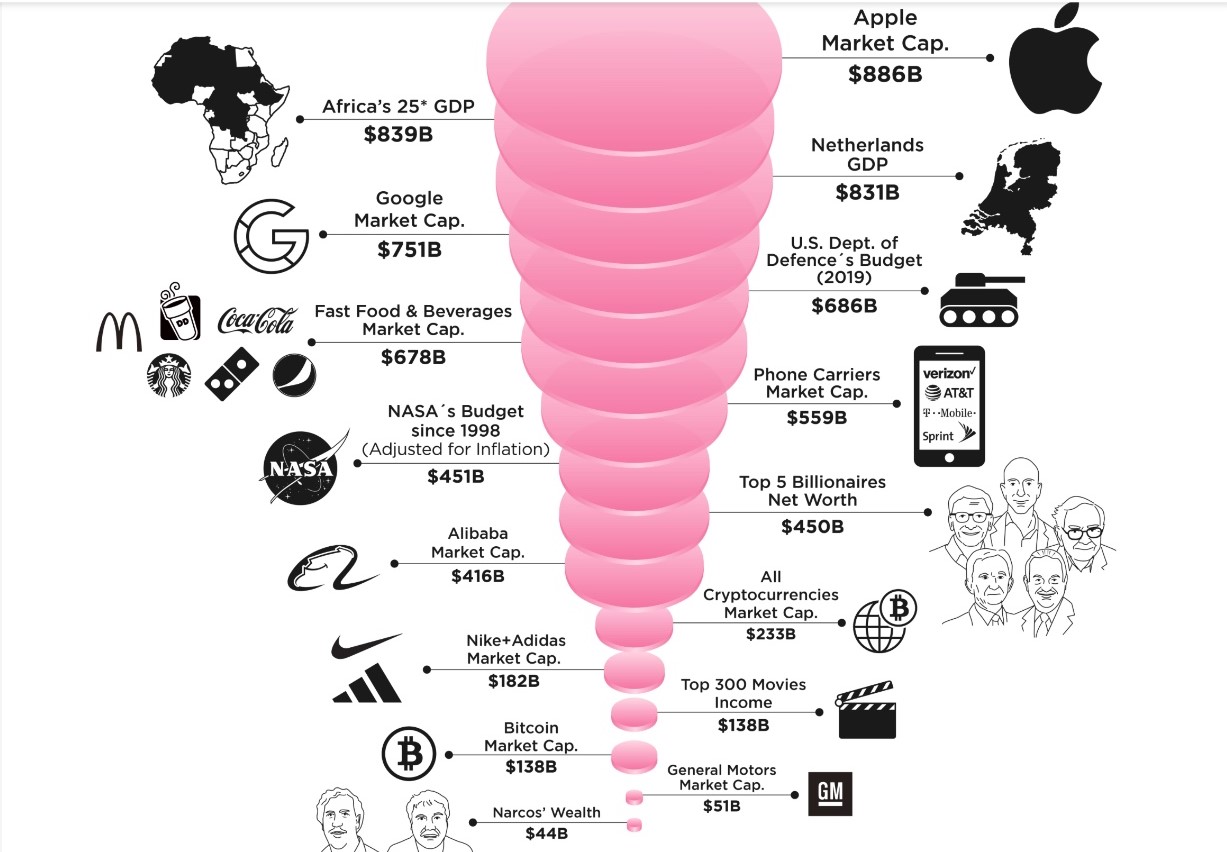 Apple
Market Cap.
$886B
Africa's 25* GDP
$839B
Netherlands
GDP
$831B
Google
Market Cap.
$751B
U.S. Dept. of
Defence´s Budget
(2019)
$686B
DD
Coca-Cola
Fast Food & Beverages
Market Cap.
$678B
Phone Carriers
Market Cap.
$559B
verizon
AT&T
T··Mobile·
Sprint
NASA´s Budget
since 1998
(Adjusted for Inflation)
$451B
NASA
Top 5 Billionaires
Net Worth
$450B
Alibaba
Market Cap.
$416B
All
Cryptocurrencies
Market Cap.
$233B
Nike+Adidas
Market Cap.
$182B
Top 300 Movies
Income
$138B
Bitcoin
Market Cap.
$138B
General Motors
Market Cap.
$51B
GM
Narcos' Wealth
$44B